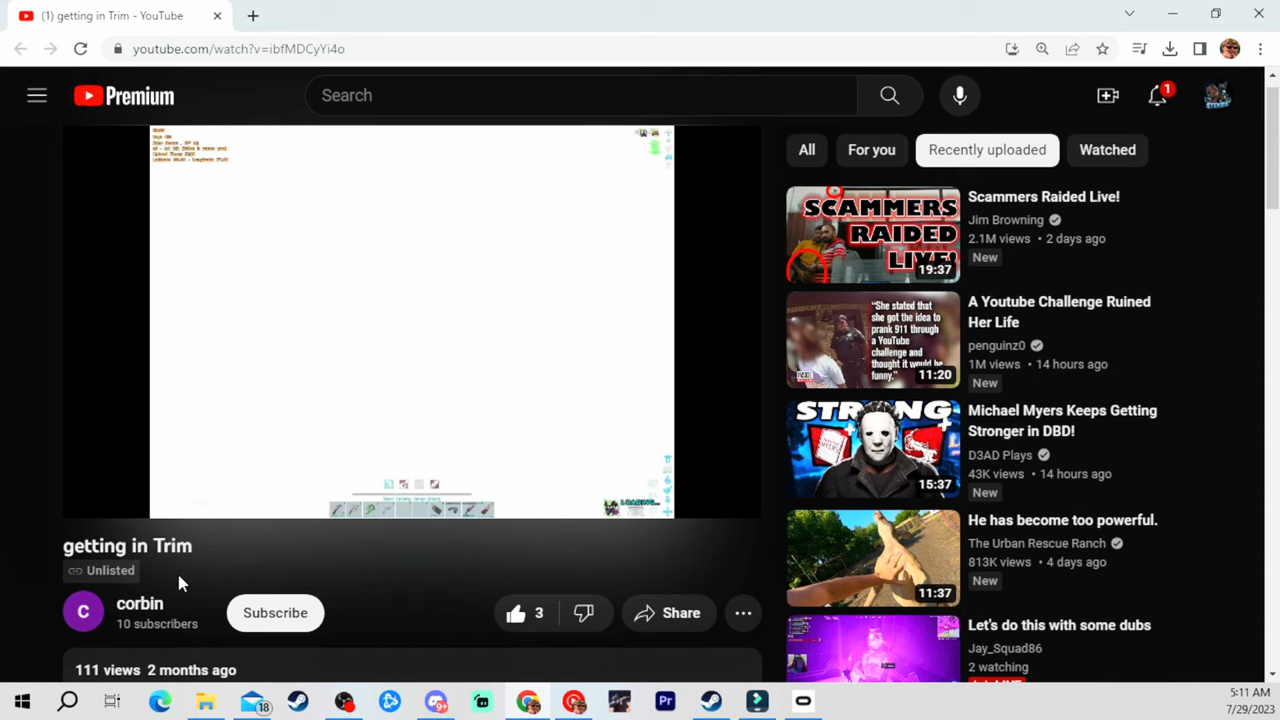 (1) getting in Trim - YouTube
youtube.com/watch?v=ibfMDCyYi4o
Premium
Search
1
All
For you
Recently uploaded
Watched
SCAMMERS
RAIDED
LIVE!
19:37
Scammers Raided Live!
Jim Browning
2.1M views • 2 days ago
New
"She stated that
she got the idea to
prank 911 through
a YouTube
challenge and
thought it would be
funny."
11:20
A Youtube Challenge Ruined
Her Life
penguinz0
1M views • 14 hours ago
New
STRONG
15:37
Michael Myers Keeps Getting
Stronger in DBD!
D3AD Plays
43K views • 14 hours ago
New
11:37
He has become too powerful.
The Urban Rescue Ranch
813K views • 4 days ago
New
Let's do this with some dubs
Jay_Squad86
2 watching
LIVE
LOADING...
getting in Trim
Unlisted
C
corbin
10 subscribers
Subscribe
3
Share
111 views 2 months ago
18
9+
Pr
5:11 AM
7/29/2023